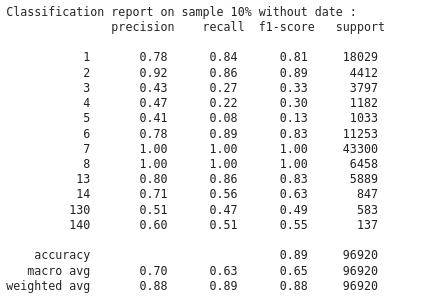 Classification report on sample 10% without date :
precision recall f1-score support
1 0.78 0.84 0.81 18029
2 0.92 0.86 0.89 4412
3 0.43 0.27 0.33 3797
4 0.47 0.22 0.30 1182
5 0.41 0.08 0.13 1033
6 0.78 0.89 0.83 11253
7 1.00 1.00 1.00 43300
8 1.00 1.00 1.00 6458
13 0.80 0.86 0.83 5889
14 0.71 0.56 0.63 847
130 0.51 0.47 0.49 583
140 0.60 0.51 0.55 137
accuracy 0.89 96920
macro avg 0.70 0.63 0.65 96920
weighted avg 0.88 0.89 0.88 96920